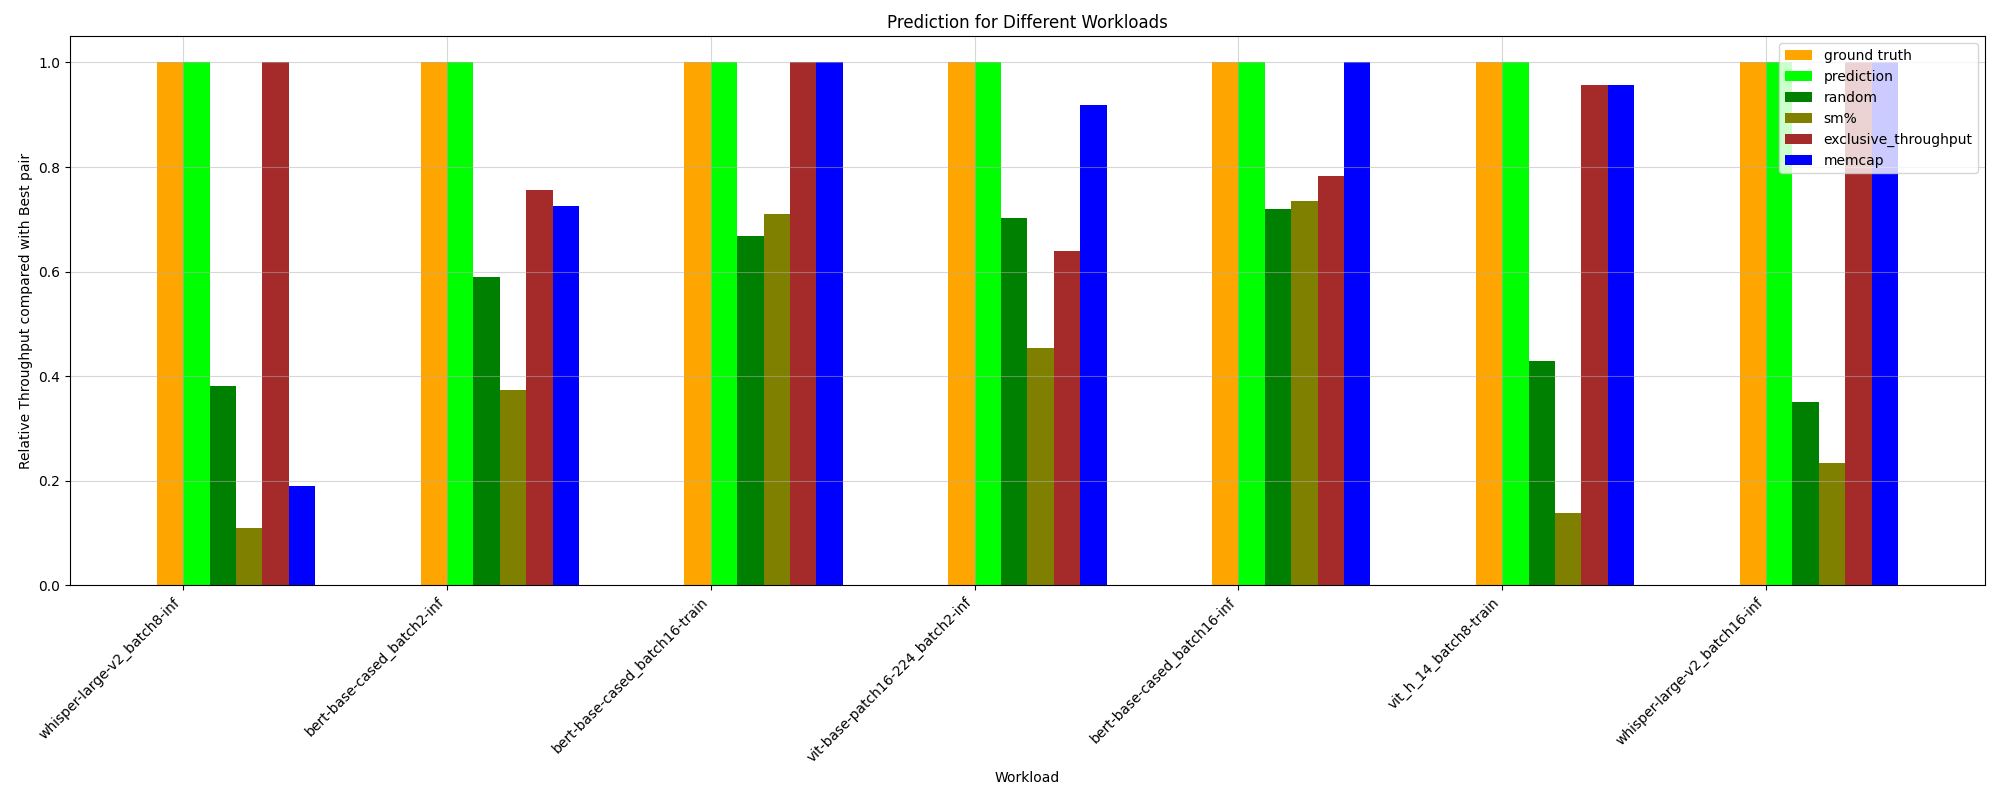 Prediction for Different Workloads
Relative Throughput compared with Best pair
1.0
0.8
0.6
0.4
0.2
0.0
ground truth
prediction
random
sm%
exclusive_throughput
memcap
whisper-large-v2_batch8-inf
bert-base-cased_batch2-inf
bert-base-cased_batch16-train
vit-base-patch16-224_batch2-inf
bert-base-cased_batch16-inf
vit_h_14_batch8-train
whisper-large-v2_batch16-inf
Workload